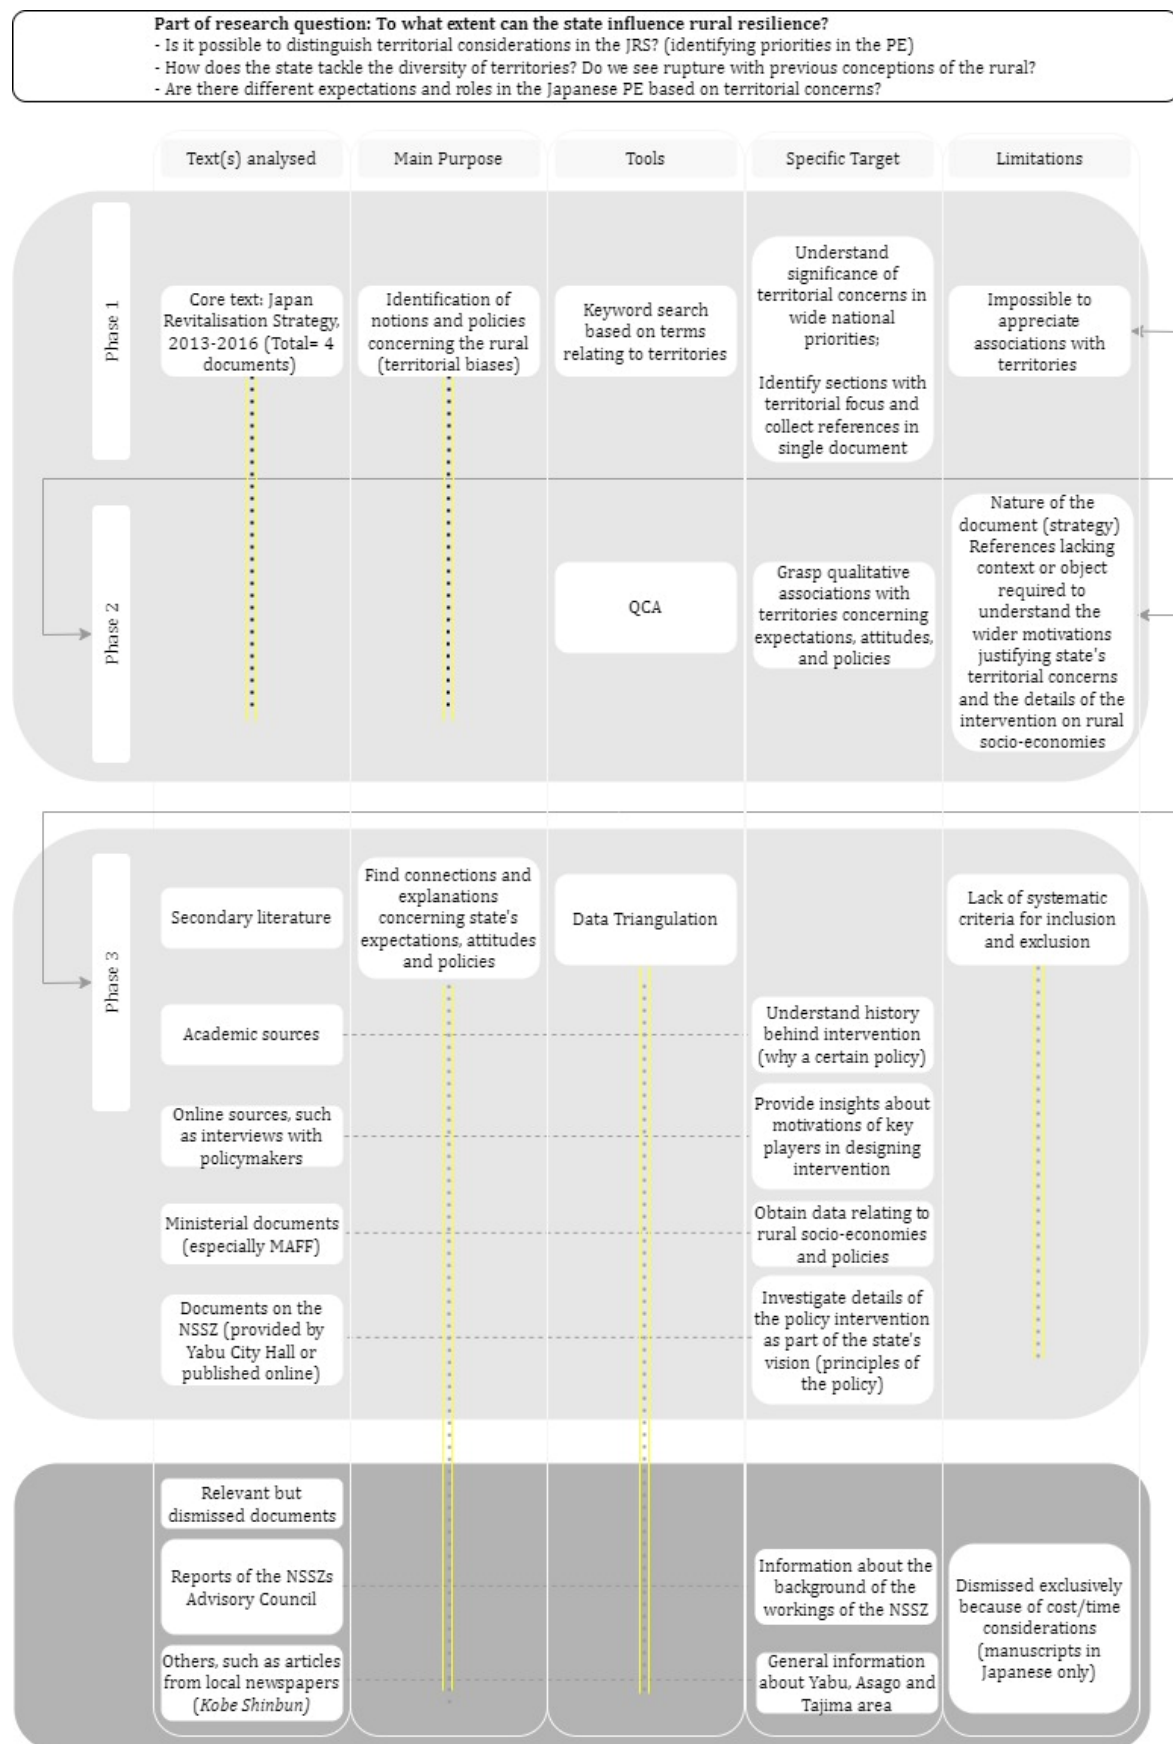 Part of research question: To what extent can the state influence rural resilience?
- Is it possible to distinguish territorial considerations in the JRS? (identifying priorities in the PE)
- How does the state tackle the diversity of territories? Do we see rupture with previous conceptions of the rural?
- Are there different expectations and roles in the Japanese PE based on territorial concerns?
Text(s) analysed
Main Purpose
Tools
Specific Target
Limitations
Phase 1
Core text: Japan
Revitalisation Strategy,
2013-2016 (Total= 4
documents)
Identification of
notions and policies
concerning the rural
(territorial biases)
Keyword search
based on terms
relating to territories
Understand
significance of
territorial concerns in
wide national
priorities;
Identify sections with
territorial focus and
collect references in
single document
Impossible to
appreciate
associations with
territories
Phase 2
QCA
Grasp qualitative
associations with
territories concerning
expectations, attitudes,
and policies
Nature of the
document (strategy)
References lacking
context or object
required to
understand the
wider motivations
justifying state's
territorial concerns
and the details of the
intervention on rural
socio-economies
Phase 3
Secondary literature
Find connections and
explanations
concerning state's
expectations, attitudes
and policies
Data Triangulation
Lack of systematic
criteria for inclusion
and exclusion
Academic sources
Understand history
behind intervention
(why a certain policy)
Online sources, such
as interviews with
policymakers
Provide insights about
motivations of key
players in designing
intervention
Ministerial documents
(especially MAFF)
Obtain data relating to
rural socio-economies
and policies
Documents on the
NSSZ (provided by
Yabu City Hall or
published online)
Investigate details of
the policy intervention
as part of the state's
vision (principles of
the policy)
Relevant but
dismissed documents
Reports of the NSSZs
Advisory Council
Information about the
background of the
workings of the NSSZ
Dismissed exclusively
because of cost/time
considerations
(manuscripts in
Japanese only)
Others, such as articles
from local newspapers
(Kobe Shinbun)
General information
about Yabu, Asago and
Tajima area